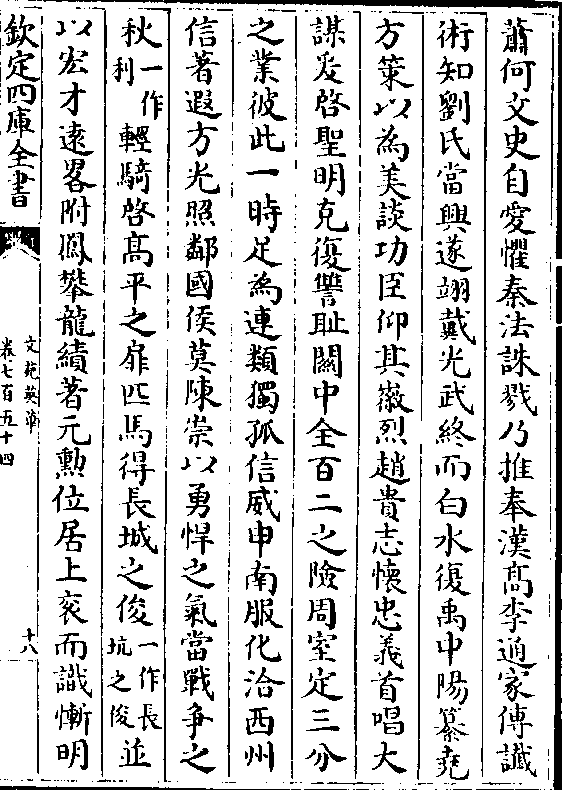 蕭何文史自愛懼秦法誅戮乃推奉漢髙李通家傳䜟
術知劉氏當興遂翊戴光武終而白水復禹中陽纂堯
方䇿以為美談功臣仰其徽烈趙貴志懷忠義首唱大
謀爰啓聖明克復讐耻關中全百二之險周室定三分
之業彼此一時足為連類獨孤信威申南服化洽西州
信著遐方光照鄰國侯莫陳崇以勇悍之氣當戰爭之
秋一作利輕騎啓髙平之扉匹馬得長城之俊一作長坑之俊並
以宏才逺畧附鳳攀龍績著元勲位居上衮而識慚明
欽定四庫全書
文苑英華
卷七百五十四
十八